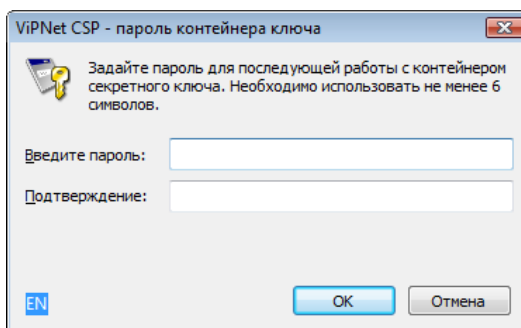 ViPNet CSP - пароль контейнера ключа
Задайте пароль для последующей работы с контейнером
секретного ключа. Необходимо использовать не менее 6
символов.
Введите пароль:
Подтверждение:
EN
OK
Отмена